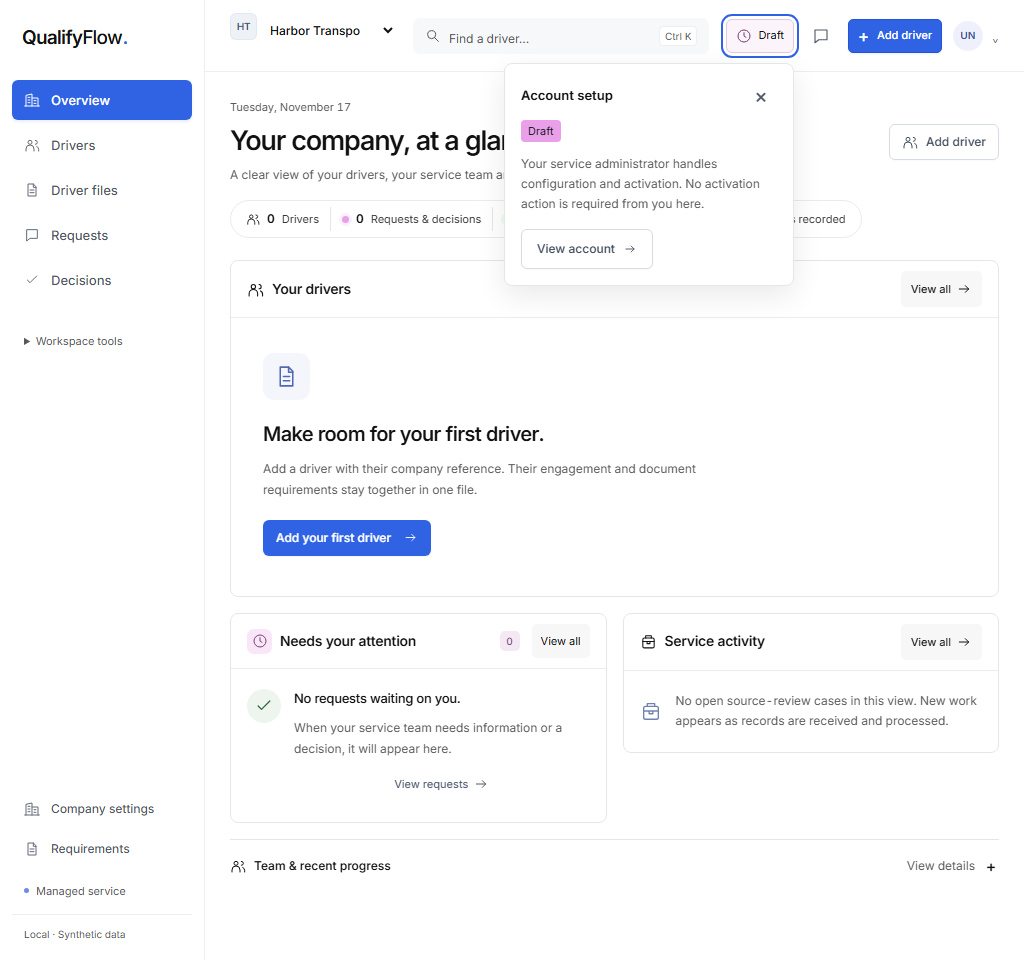 QualifyFlow.
HT
Harbor Transpo
Find a driver...
Ctrl K
Draft
+ Add driver
UN
Overview
Drivers
Driver files
Requests
Decisions
Workspace tools
Company settings
Requirements
Managed service
Local · Synthetic data
Tuesday, November 17
Your company, at a gla
A clear view of your drivers, your service team
Add driver
0 Drivers
0 Requests & decisions
recorded
Account setup
Draft
Your service administrator handles
configuration and activation. No activation
action is required from you here.
View account →
Your drivers
View all →
Make room for your first driver.
Add a driver with their company reference. Their engagement and document
requirements stay together in one file.
Add your first driver →
Needs your attention
0
View all
No requests waiting on you.
When your service team needs information or a
decision, it will appear here.
View requests →
Service activity
View all →
No open source-review cases in this view. New work
appears as records are received and processed.
Team & recent progress
View details +